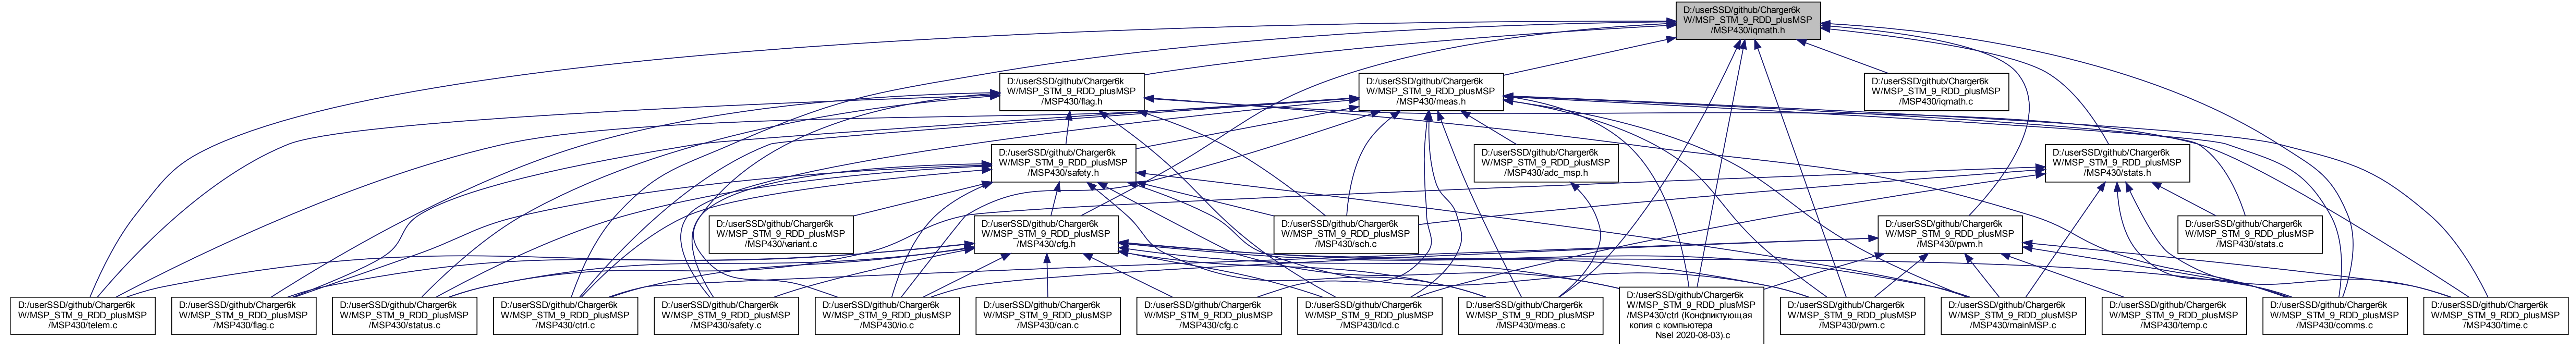 D:/userSSD/github/Charger6k
W/MSP_STM_9_RDD_plusMSP
/MSP430/iqmath.h
D:/userSSD/github/Charger6k
W/MSP_STM_9_RDD_plusMSP
/MSP430/flag.h
D:/userSSD/github/Charger6k
W/MSP_STM_9_RDD_plusMSP
/MSP430/meas.h
D:/userSSD/github/Charger6k
W/MSP_STM_9_RDD_plusMSP
/MSP430/iqmath.c
D:/userSSD/github/Charger6k
W/MSP_STM_9_RDD_plusMSP
/MSP430/safety.h
D:/userSSD/github/Charger6k
W/MSP_STM_9_RDD_plusMSP
/MSP430/adc_msp.h
D:/userSSD/github/Charger6k
W/MSP_STM_9_RDD_plusMSP
/MSP430/stats.h
D:/userSSD/github/Charger6k
W/MSP_STM_9_RDD_plusMSP
/MSP430/variant.c
D:/userSSD/github/Charger6k
W/MSP_STM_9_RDD_plusMSP
/MSP430/cfg.h
D:/userSSD/github/Charger6k
W/MSP_STM_9_RDD_plusMSP
/MSP430/sch.c
D:/userSSD/github/Charger6k
W/MSP_STM_9_RDD_plusMSP
/MSP430/pwm.h
D:/userSSD/github/Charger6k
W/MSP_STM_9_RDD_plusMSP
/MSP430/stats.c
D:/userSSD/github/Charger6k
W/MSP_STM_9_RDD_plusMSP
/MSP430/telem.c
D:/userSSD/github/Charger6k
W/MSP_STM_9_RDD_plusMSP
/MSP430/flag.c
D:/userSSD/github/Charger6k
W/MSP_STM_9_RDD_plusMSP
/MSP430/status.c
D:/userSSD/github/Charger6k
W/MSP_STM_9_RDD_plusMSP
/MSP430/ctrl.c
D:/userSSD/github/Charger6k
W/MSP_STM_9_RDD_plusMSP
/MSP430/safety.c
D:/userSSD/github/Charger6k
W/MSP_STM_9_RDD_plusMSP
/MSP430/io.c
D:/userSSD/github/Charger6k
W/MSP_STM_9_RDD_plusMSP
/MSP430/can.c
D:/userSSD/github/Charger6k
W/MSP_STM_9_RDD_plusMSP
/MSP430/cfg.c
D:/userSSD/github/Charger6k
W/MSP_STM_9_RDD_plusMSP
/MSP430/lcd.c
D:/userSSD/github/Charger6k
W/MSP_STM_9_RDD_plusMSP
/MSP430/meas.c
D:/userSSD/github/Charger6k
W/MSP_STM_9_RDD_plusMSP
/MSP430/ctrl (Конфликтующая
копия с компьютера
Nsel 2020-08-03).c
D:/userSSD/github/Charger6k
W/MSP_STM_9_RDD_plusMSP
/MSP430/pwm.c
D:/userSSD/github/Charger6k
W/MSP_STM_9_RDD_plusMSP
/MSP430/mainMSP.c
D:/userSSD/github/Charger6k
W/MSP_STM_9_RDD_plusMSP
/MSP430/temp.c
D:/userSSD/github/Charger6k
W/MSP_STM_9_RDD_plusMSP
/MSP430/comms.c
D:/userSSD/github/Charger6k
W/MSP_STM_9_RDD_plusMSP
/MSP430/time.c